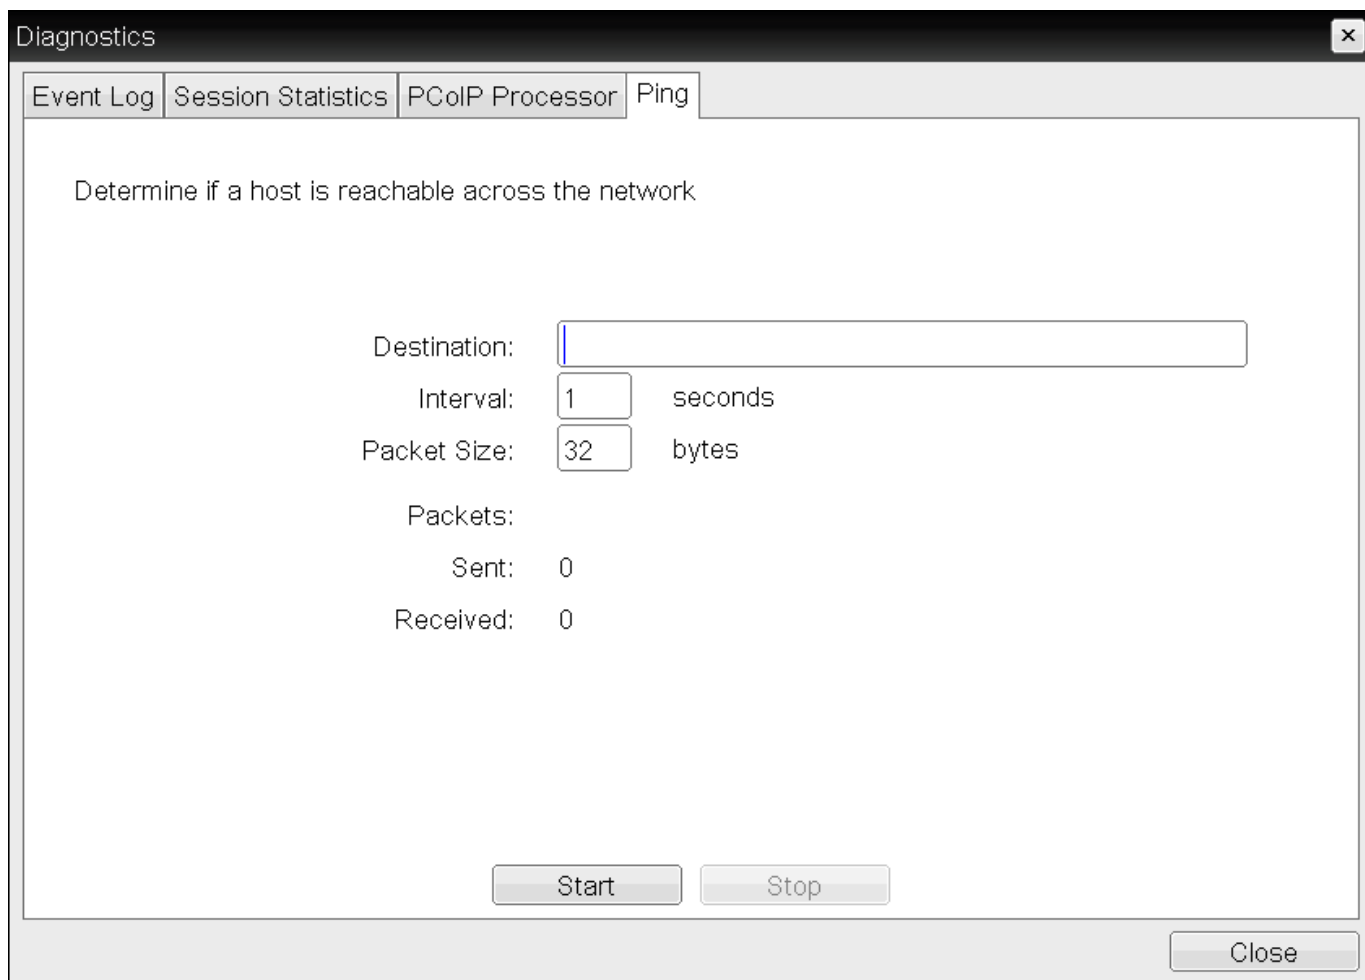 Diagnostics
Event Log Session Statistics PCoIP Processor Ping
Determine if a host is reachable across the network
Destination:
Interval: 1 seconds
Packet Size: 32 bytes
Packets:
Sent: 0
Received: 0
Start Stop
Close